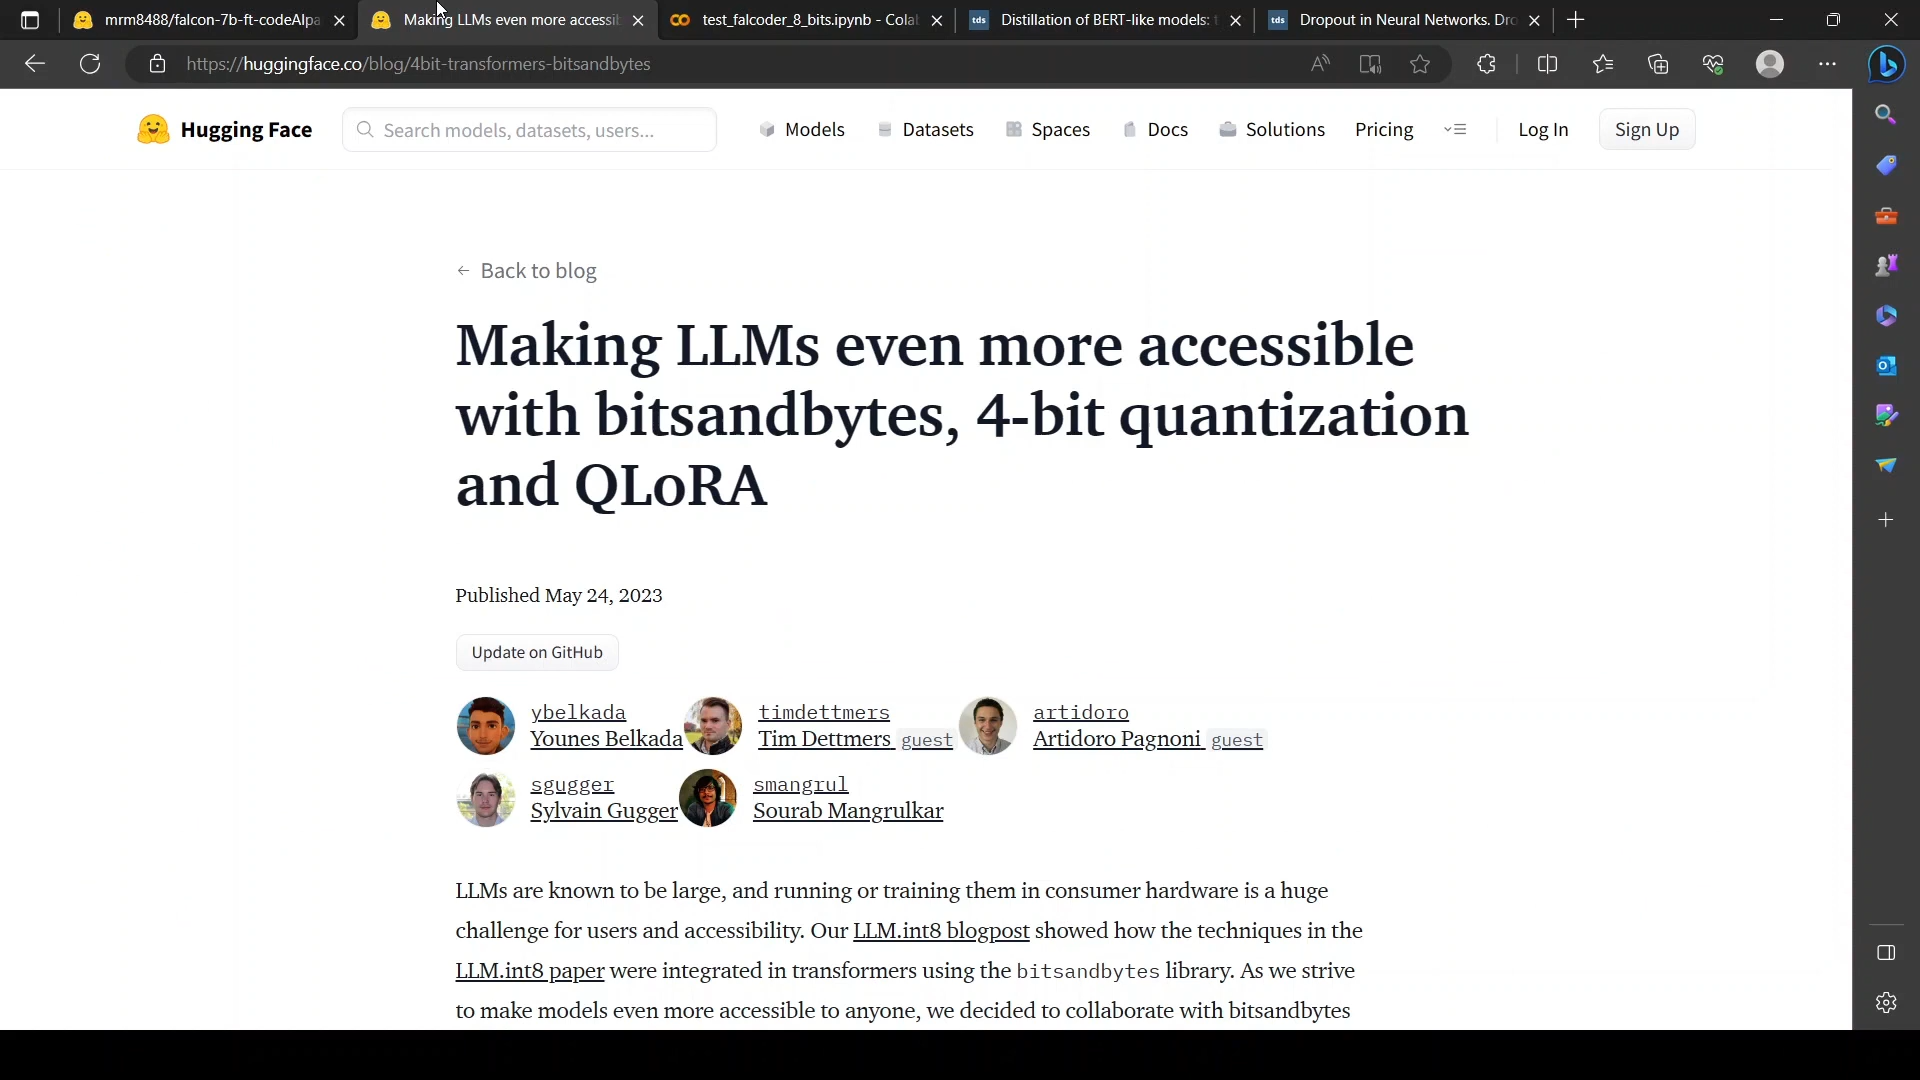 mrm8488/falcon-7b-ft-codeAlpa
Making LLMs even more accessib
test_falcoder_8_bits.ipynb - Colab
Distillation of BERT-like models: t
Dropout in Neural Networks. Dro
https://huggingface.co/blog/4bit-transformers-bitsandbytes
Hugging Face
Search models, datasets, users...
Models
Datasets
Spaces
Docs
Solutions
Pricing
Log In
Sign Up
← Back to blog
Making LLMs even more accessible
with bitsandbytes, 4-bit quantization
and QLoRA
Published May 24, 2023
Update on GitHub
ybelkada
Younes Belkada
timdettmers
Tim Dettmers guest
artidoro
Artidoro Pagnoni guest
sgugger
Sylvain Gugger
smangrul
Sourab Mangrulkar
LLMs are known to be large, and running or training them in consumer hardware is a huge
challenge for users and accessibility. Our LLM.int8 blogpost showed how the techniques in the
LLM.int8 paper were integrated in transformers using the bitsandbytes library. As we strive
to make models even more accessible to anyone, we decided to collaborate with bitsandbytes